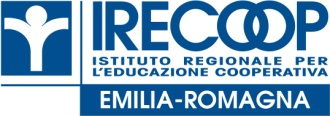 IRECOOP
ISTITUTO REGIONALE PER
L'EDUCAZIONE COOPERATIVA
EMILIA-ROMAGNA